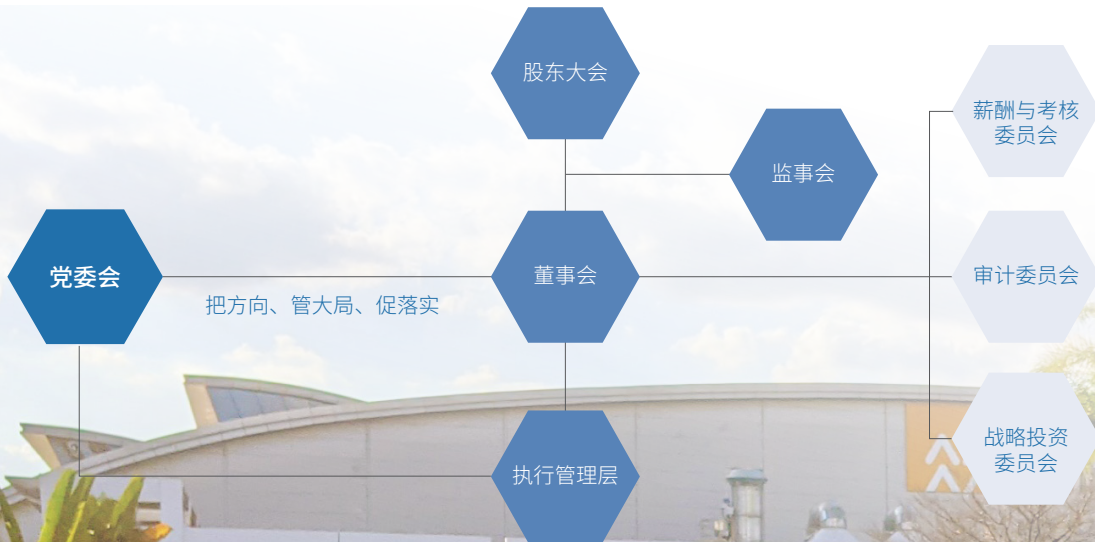 股东大会
监事会
薪酬与考核
委员会
党委会
把方向、管大局、促落实
董事会
审计委员会
执行管理层
战略投资
委员会